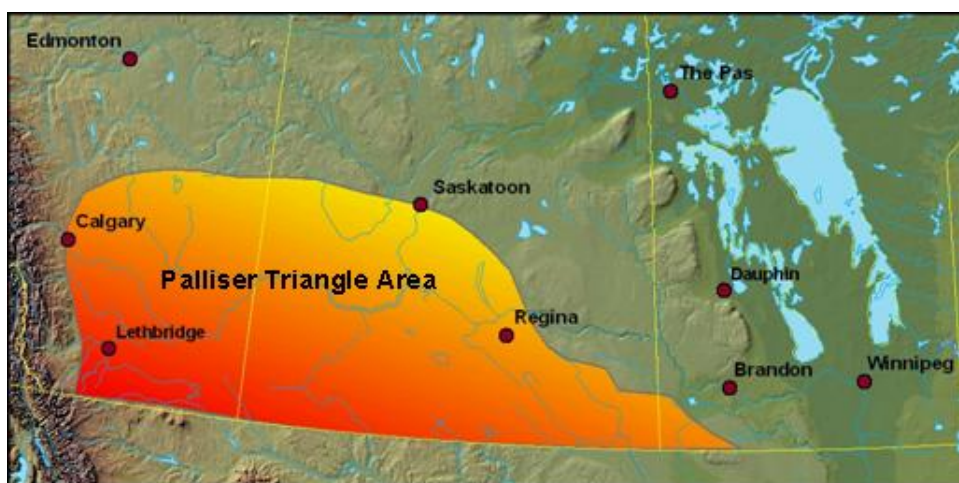 Edmonton
The Pas
Saskatoon
Calgary
Palliser Triangle Area
Dauphin
Regina
Lethbridge
Brandon
Winnipeg